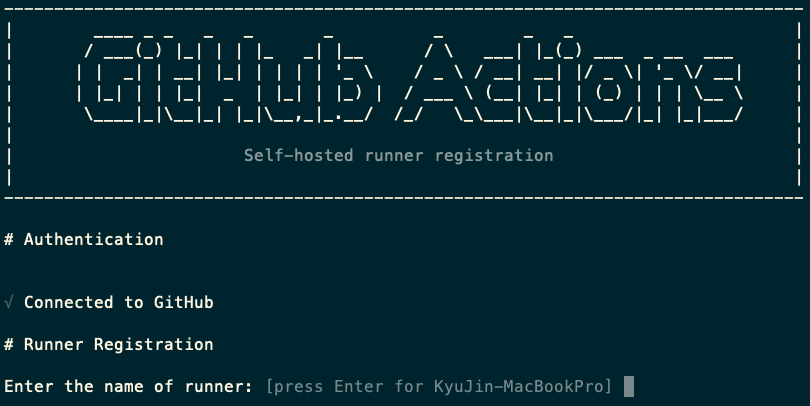 GitHub Actions
Self-hosted runner registration
# Authentication
√ Connected to GitHub
# Runner Registration
Enter the name of runner: [press Enter for KyuJin-MacBookPro]